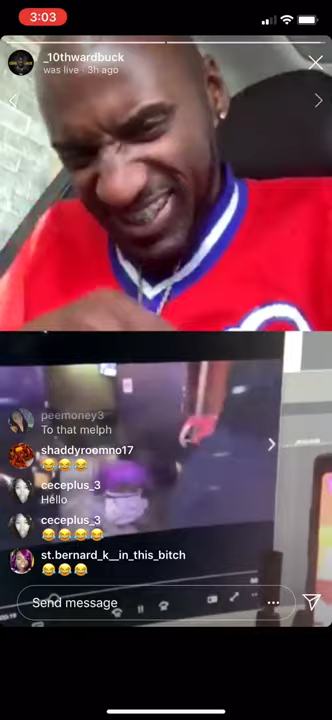 3:03
_10thwardbuck
was live · 3h ago
peemoney3
To that melph
shaddyroomno17
😂😂😂
ceceplus_3
Hello
ceceplus_3
😂😂😂😂
st.bernard_k__in_this_bitch
😂😂😂
Send message